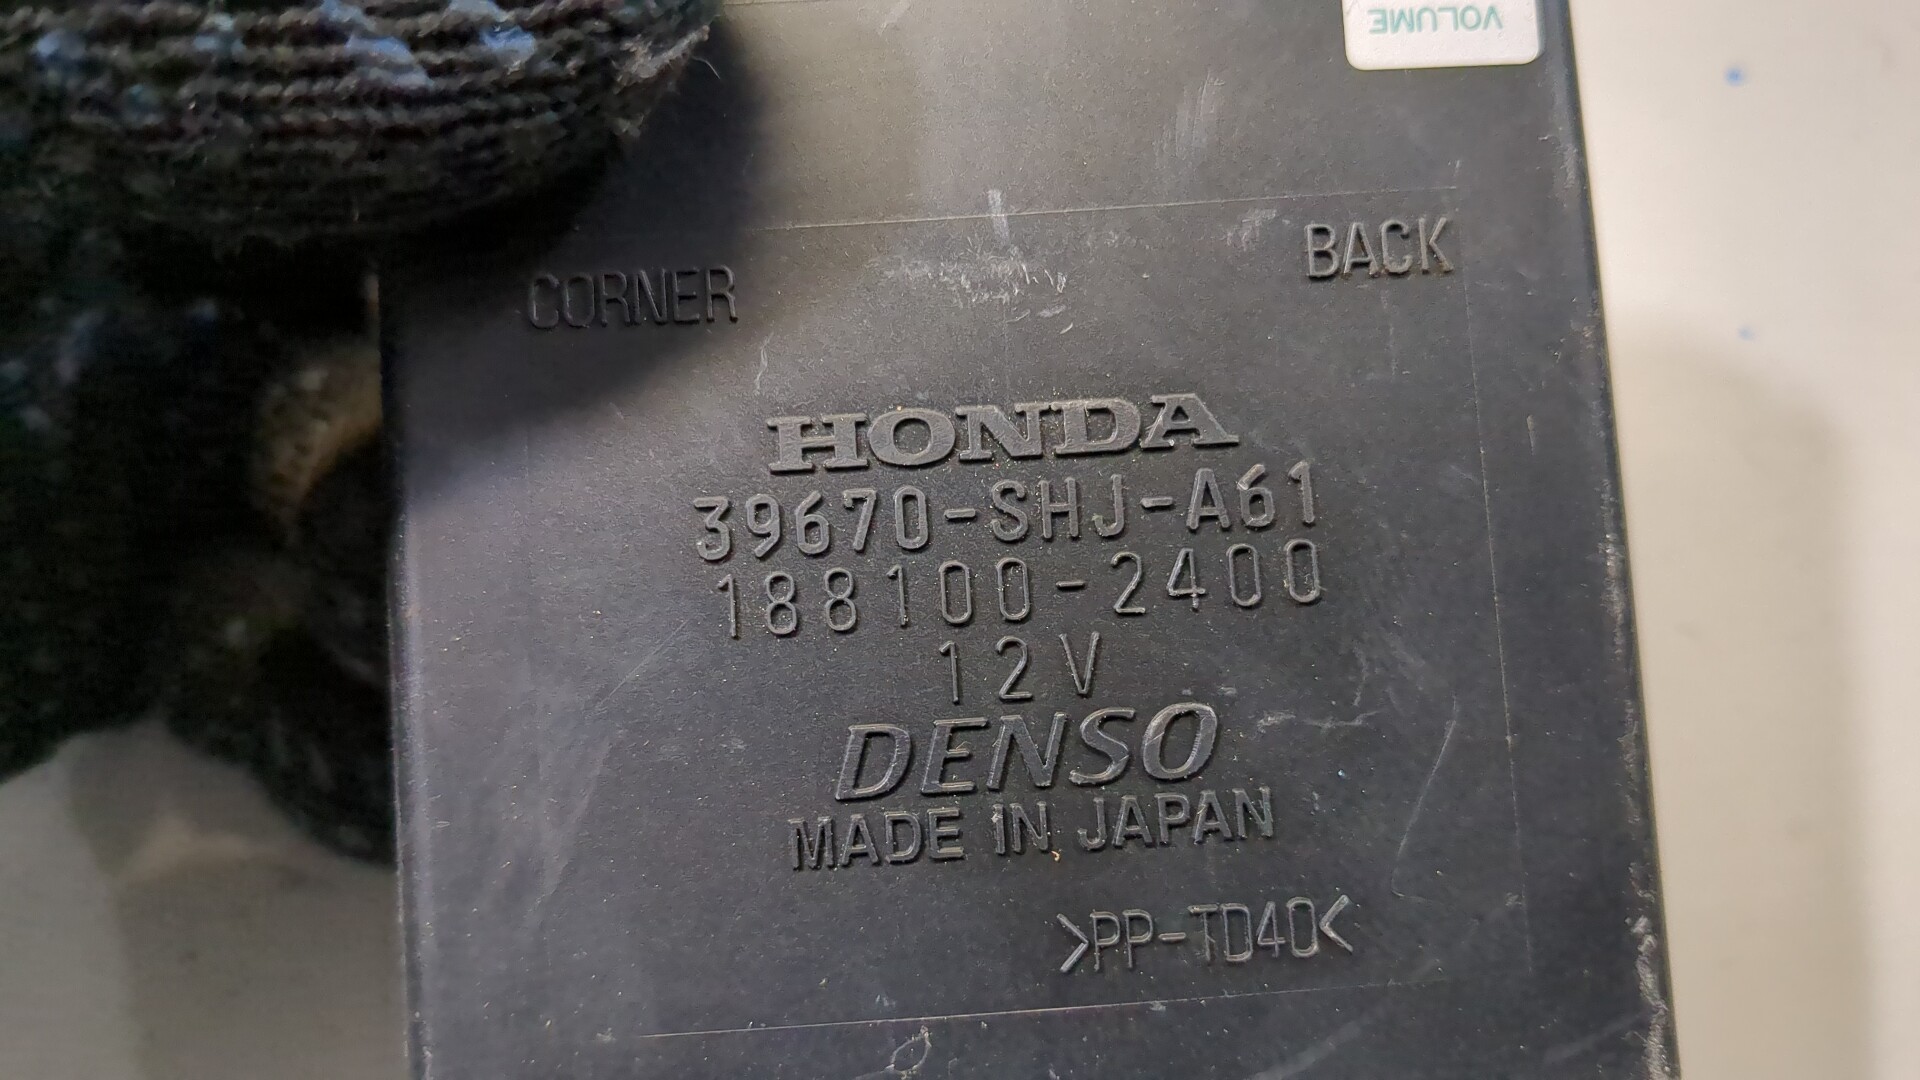 VOLUME
CORNER
BACK
HONDA
39670-SHJ-A61
188100-2400
12V
DENSO
MADE IN JAPAN
>PP-TD40<